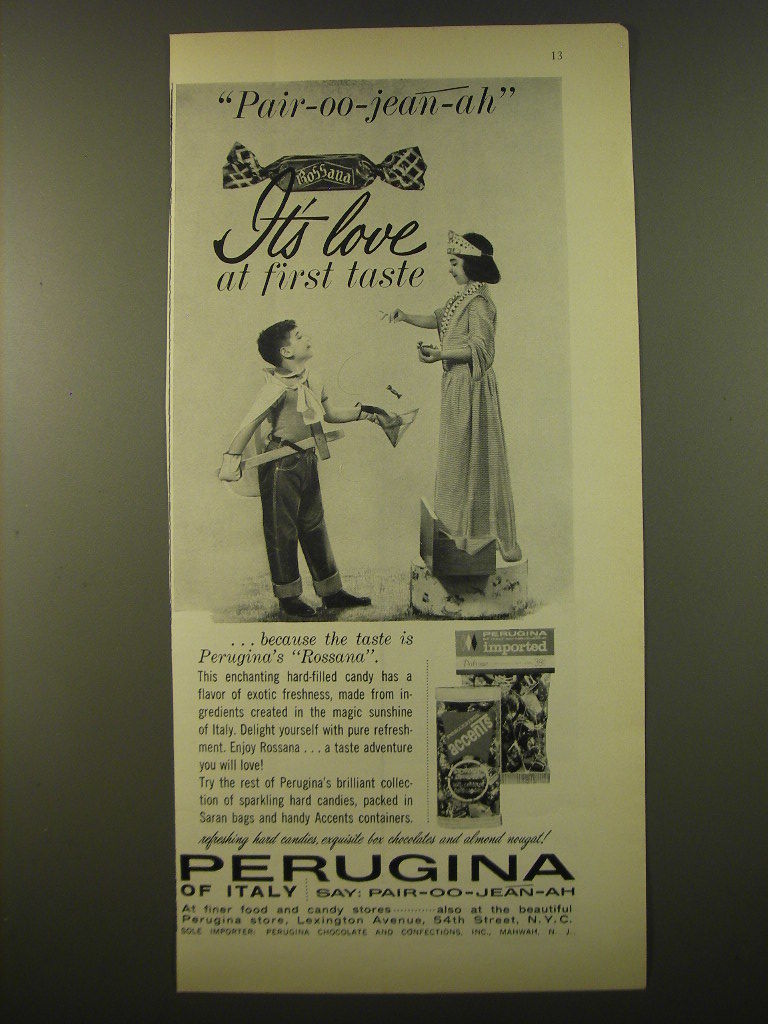 13
“Pair-oo-jean-ah”
RosSana
It's love
at first taste
... because the taste is
Perugina's “Rossana”.
This enchanting hard-filled candy has a
flavor of exotic freshness, made from in-
gredients created in the magic sunshine
of Italy. Delight yourself with pure refresh-
ment. Enjoy Rossana ... a taste adventure
you will love!
Try the rest of Perugina's brilliant collec-
tion of sparkling hard candies, packed in
Saran bags and handy Accents containers.
PERUGINA
imported
accents
refreshing hard candies, exquisite box chocolates and almond nougat!
PERUGINA
OF ITALY SAY: PAIR-OO-JEAN-AH
At finer food and candy stores ............ also at the beautiful
Perugina store, Lexington Avenue, 54th Street, N.Y.C.
SOLE IMPORTER: PERUGINA CHOCOLATE AND CONFECTIONS, INC., MAHWAH, N. J.